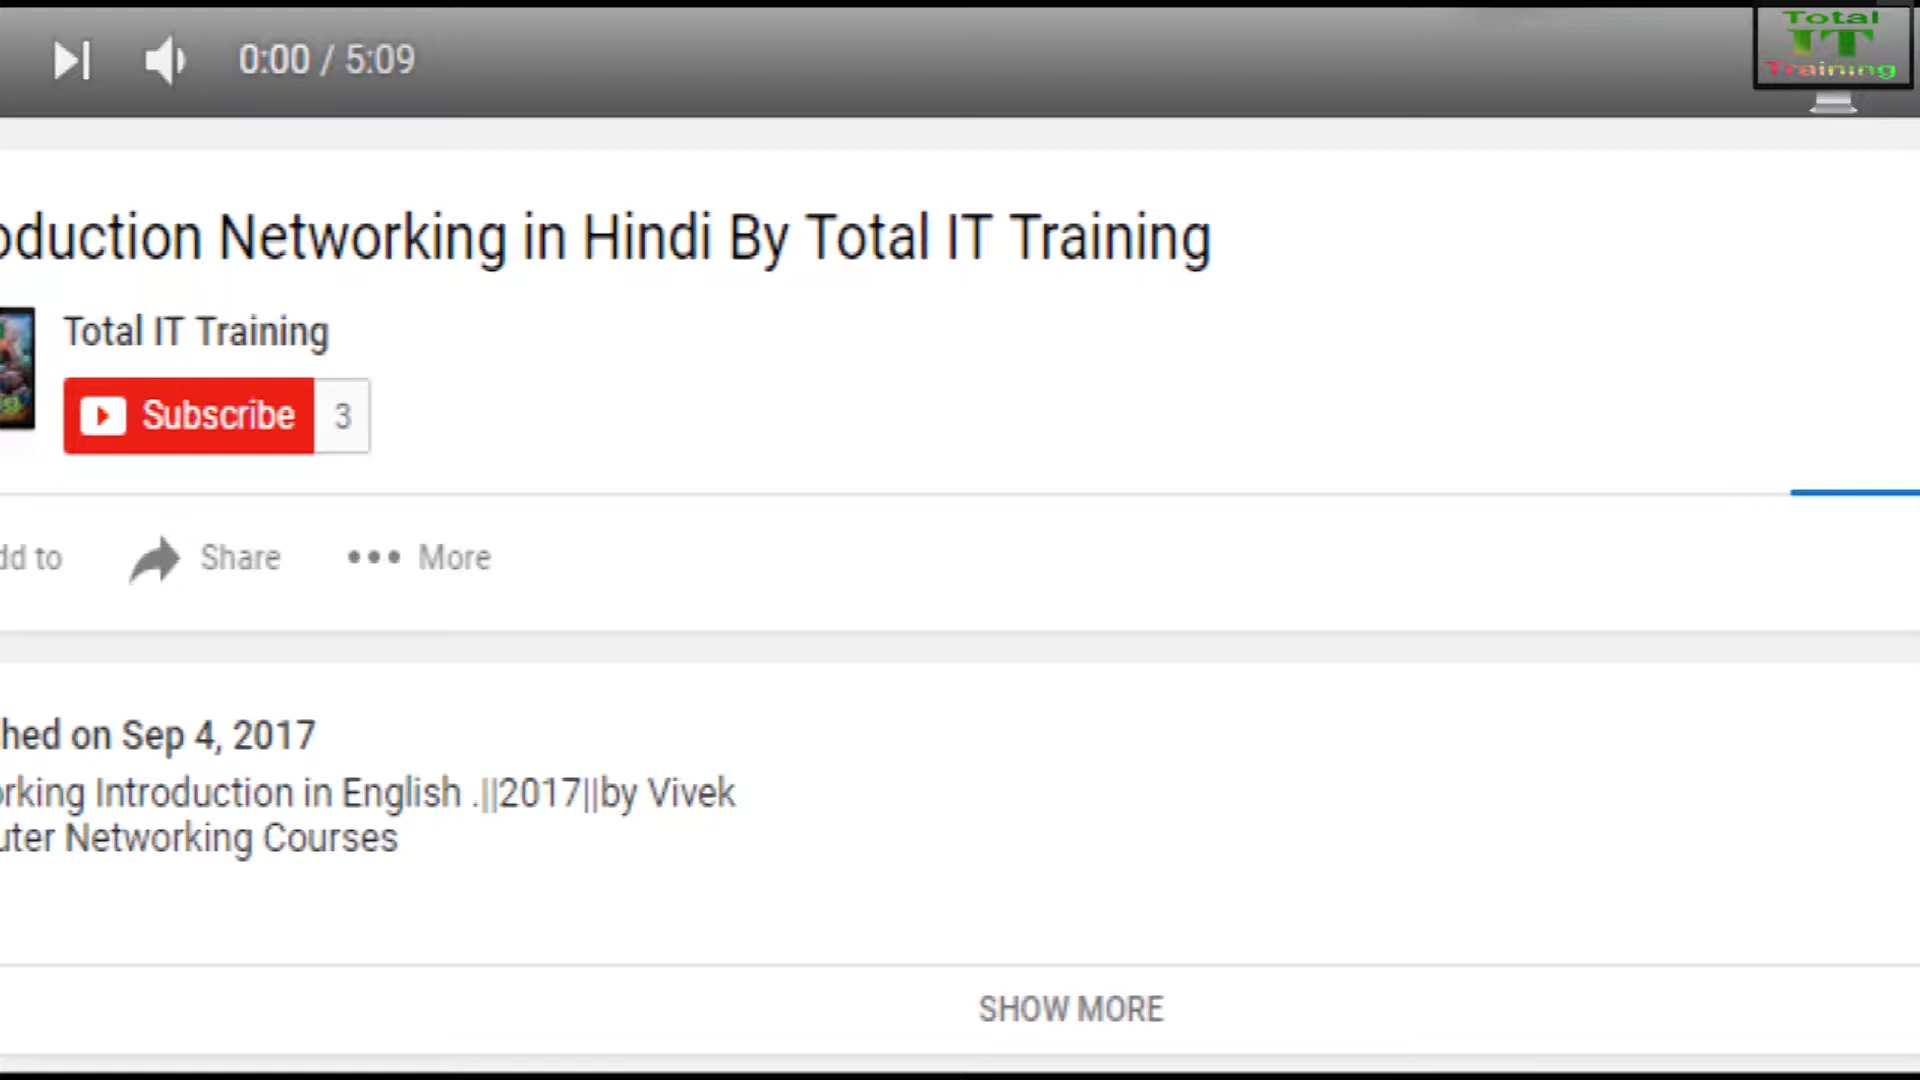 0:00 / 5:09
Total
IT
Training
oduction Networking in Hindi By Total IT Training
Total IT Training
Subscribe 3
dd to Share More
hed on Sep 4, 2017
orking Introduction in English .||2017||by Vivek
uter Networking Courses
SHOW MORE